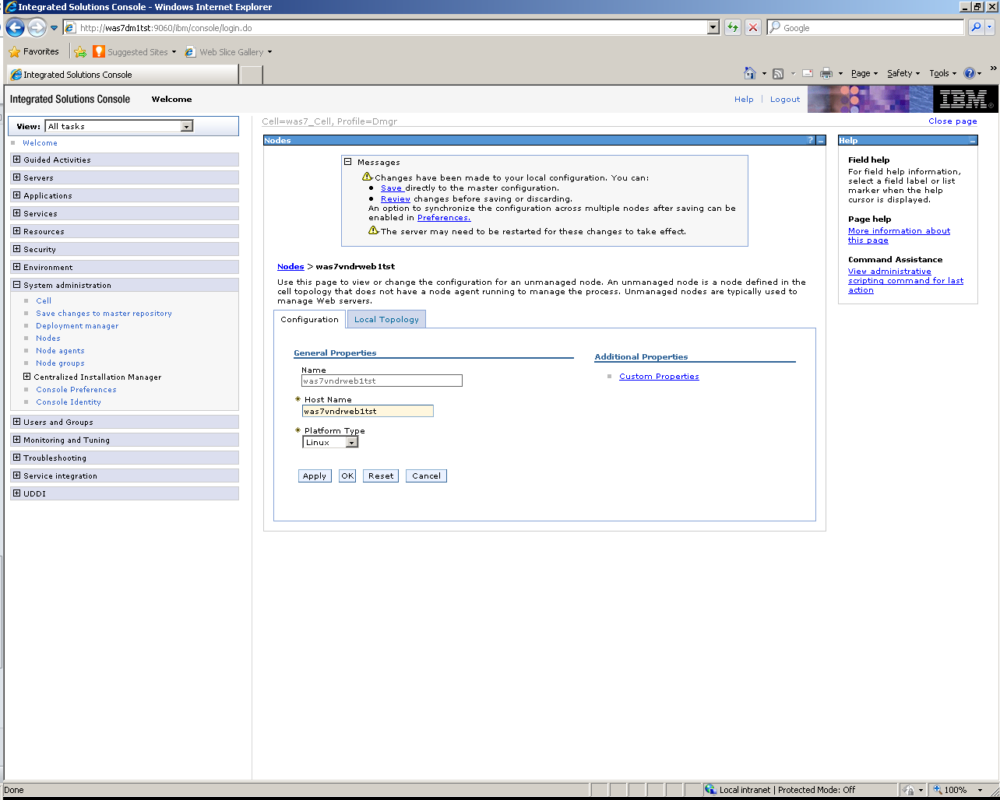 Integrated Solutions Console - Windows Internet Explorer
http://was7dm1tst:9060/ibm/console/login.do
Google
Favorites
Suggested Sites
Web Slice Gallery
Integrated Solutions Console
Page
Safety
Tools
Integrated Solutions Console
Welcome
Help
Logout
IBM
View:
All tasks
Welcome
Guided Activities
Servers
Applications
Services
Resources
Security
Environment
System administration
Cell
Save changes to master repository
Deployment manager
Nodes
Node agents
Node groups
Centralized Installation Manager
Console Preferences
Console Identity
Users and Groups
Monitoring and Tuning
Troubleshooting
Service integration
UDDI
Cell=was7_Cell, Profile=Dmgr
Close page
Nodes
?
Messages
Changes have been made to your local configuration. You can:
Save directly to the master configuration.
Review changes before saving or discarding.
An option to synchronize the configuration across multiple nodes after saving can be
enabled in Preferences.
The server may need to be restarted for these changes to take effect.
Nodes > was7vndrweb1tst
Use this page to view or change the configuration for an unmanaged node. An unmanaged node is a node defined in the
cell topology that does not have a node agent running to manage the process. Unmanaged nodes are typically used to
manage Web servers.
Configuration
Local Topology
General Properties
Name
was7vndrweb1tst
Host Name
was7vndrweb1tst
Platform Type
Linux
Apply
OK
Reset
Cancel
Additional Properties
Custom Properties
Help
Field help
For field help information,
select a field label or list
marker when the help
cursor is displayed.
Page help
More information about
this page
Command Assistance
View administrative
scripting command for last
action
Done
Local intranet | Protected Mode: Off
100%